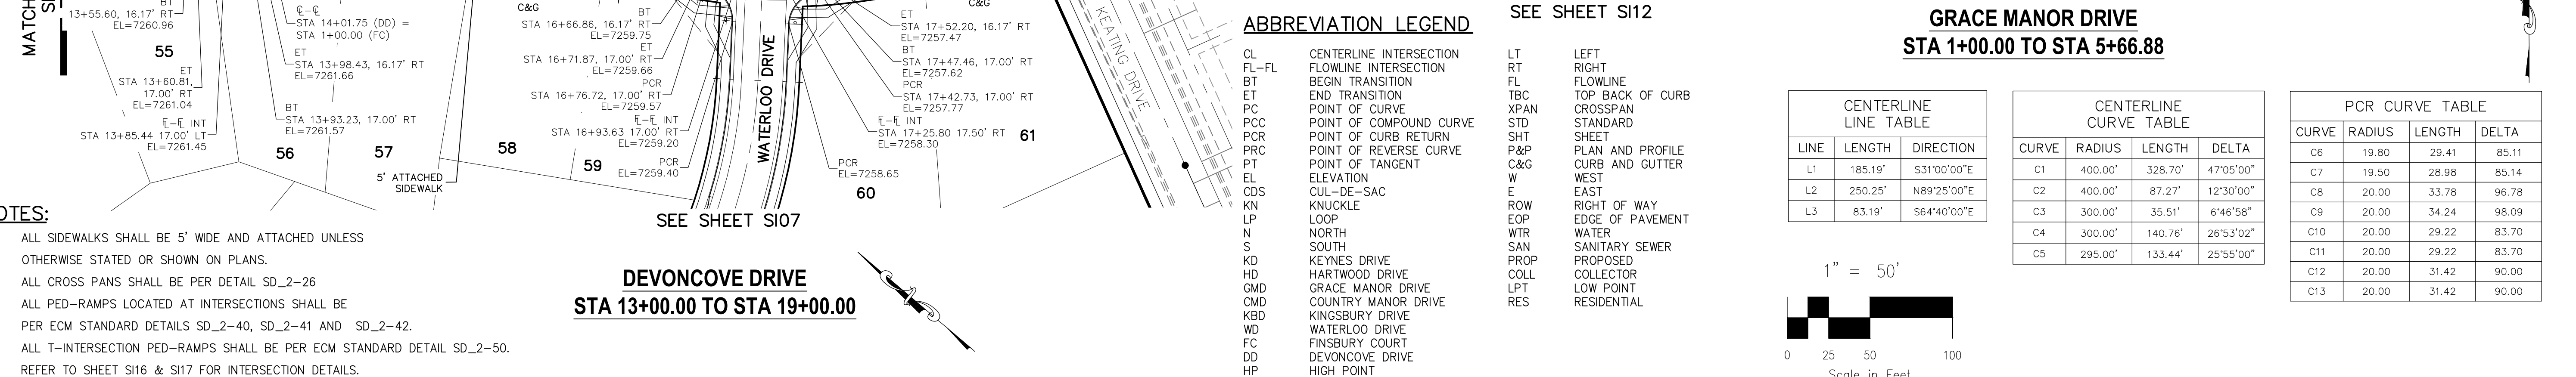 MATCH
BT
13+55.60, 16.17' RT
EL=7260.96
55
ET
STA 13+60.81,
17.00' RT
EL=7261.04
FL-FL INT
STA 13+85.44 17.00' LT
EL=7261.45
CL-CL
STA 14+01.75 (DD) =
STA 1+00.00 (FC)
ET
STA 13+98.43, 16.17' RT
EL=7261.66
BT
STA 13+93.23, 17.00' RT
EL=7261.57
56
57
5' ATTACHED
SIDEWALK
58
59
C&G
BT
STA 16+66.86, 16.17' RT
EL=7259.75
ET
STA 16+71.87, 17.00' RT
EL=7259.66
PCR
STA 16+76.72, 17.00' RT
EL=7259.57
FL-FL INT
STA 16+93.63 17.00' RT
EL=7259.20
PCR
EL=7259.40
WATERLOO DRIVE
C&G
ET
STA 17+52.20, 16.17' RT
EL=7257.47
BT
STA 17+47.46, 17.00' RT
EL=7257.62
PCR
STA 17+42.73, 17.00' RT
EL=7257.77
FL-FL INT
STA 17+25.80 17.50' RT
EL=7258.30
61
PCR
EL=7258.65
60
KEATING DRIVE
SEE SHEET SI07
DEVONCOVE DRIVE
STA 13+00.00 TO STA 19+00.00
OTES:
ALL SIDEWALKS SHALL BE 5' WIDE AND ATTACHED UNLESS
OTHERWISE STATED OR SHOWN ON PLANS.
ALL CROSS PANS SHALL BE PER DETAIL SD_2-26
ALL PED-RAMPS LOCATED AT INTERSECTIONS SHALL BE
PER ECM STANDARD DETAILS SD_2-40, SD_2-41 AND SD_2-42.
ALL T-INTERSECTION PED-RAMPS SHALL BE PER ECM STANDARD DETAIL SD_2-50.
REFER TO SHEET SI16 & SI17 FOR INTERSECTION DETAILS.
ABBREVIATION LEGEND
CL CENTERLINE INTERSECTION
FL-FL FLOWLINE INTERSECTION
BT BEGIN TRANSITION
ET END TRANSITION
PC POINT OF CURVE
PCC POINT OF COMPOUND CURVE
PCR POINT OF CURB RETURN
PRC POINT OF REVERSE CURVE
PT POINT OF TANGENT
EL ELEVATION
CDS CUL-DE-SAC
KN KNUCKLE
LP LOOP
N NORTH
S SOUTH
KD KEYNES DRIVE
HD HARTWOOD DRIVE
GMD GRACE MANOR DRIVE
CMD COUNTRY MANOR DRIVE
KBD KINGSBURY DRIVE
WD WATERLOO DRIVE
FC FINSBURY COURT
DD DEVONCOVE DRIVE
HP HIGH POINT
SEE SHEET SI12
LT LEFT
RT RIGHT
FL FLOWLINE
TBC TOP BACK OF CURB
XPAN CROSSPAN
STD STANDARD
SHT SHEET
P&P PLAN AND PROFILE
C&G CURB AND GUTTER
W WEST
E EAST
ROW RIGHT OF WAY
EOP EDGE OF PAVEMENT
WTR WATER
SAN SANITARY SEWER
PROP PROPOSED
COLL COLLECTOR
LPT LOW POINT
RES RESIDENTIAL
GRACE MANOR DRIVE
STA 1+00.00 TO STA 5+66.88
CENTERLINE
LINE TABLE
LINE LENGTH DIRECTION
L1 185.19' S31°00'00"E
L2 250.25' N89°25'00"E
L3 83.19' S64°40'00"E
CENTERLINE
CURVE TABLE
CURVE RADIUS LENGTH DELTA
C1 400.00' 328.70' 47°05'00"
C2 400.00' 87.27' 12°30'00"
C3 300.00' 35.51' 6°46'58"
C4 300.00' 140.76' 26°53'02"
C5 295.00' 133.44' 25°55'00"
PCR CURVE TABLE
CURVE RADIUS LENGTH DELTA
C6 19.80 29.41 85.11
C7 19.50 28.98 85.14
C8 20.00 33.78 96.78
C9 20.00 34.24 98.09
C10 20.00 29.22 83.70
C11 20.00 29.22 83.70
C12 20.00 31.42 90.00
C13 20.00 31.42 90.00
1" = 50'
0 25 50 100
Scale in Feet